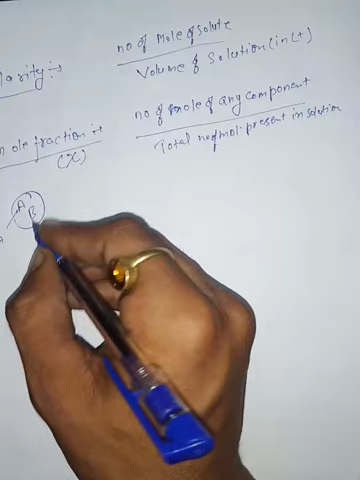 no of Mole of solute
larity :→
Volume of Solution (in Lt)
no of mole of any component
ole fraction :→
Total no of mol present in solution
(x)
A
B